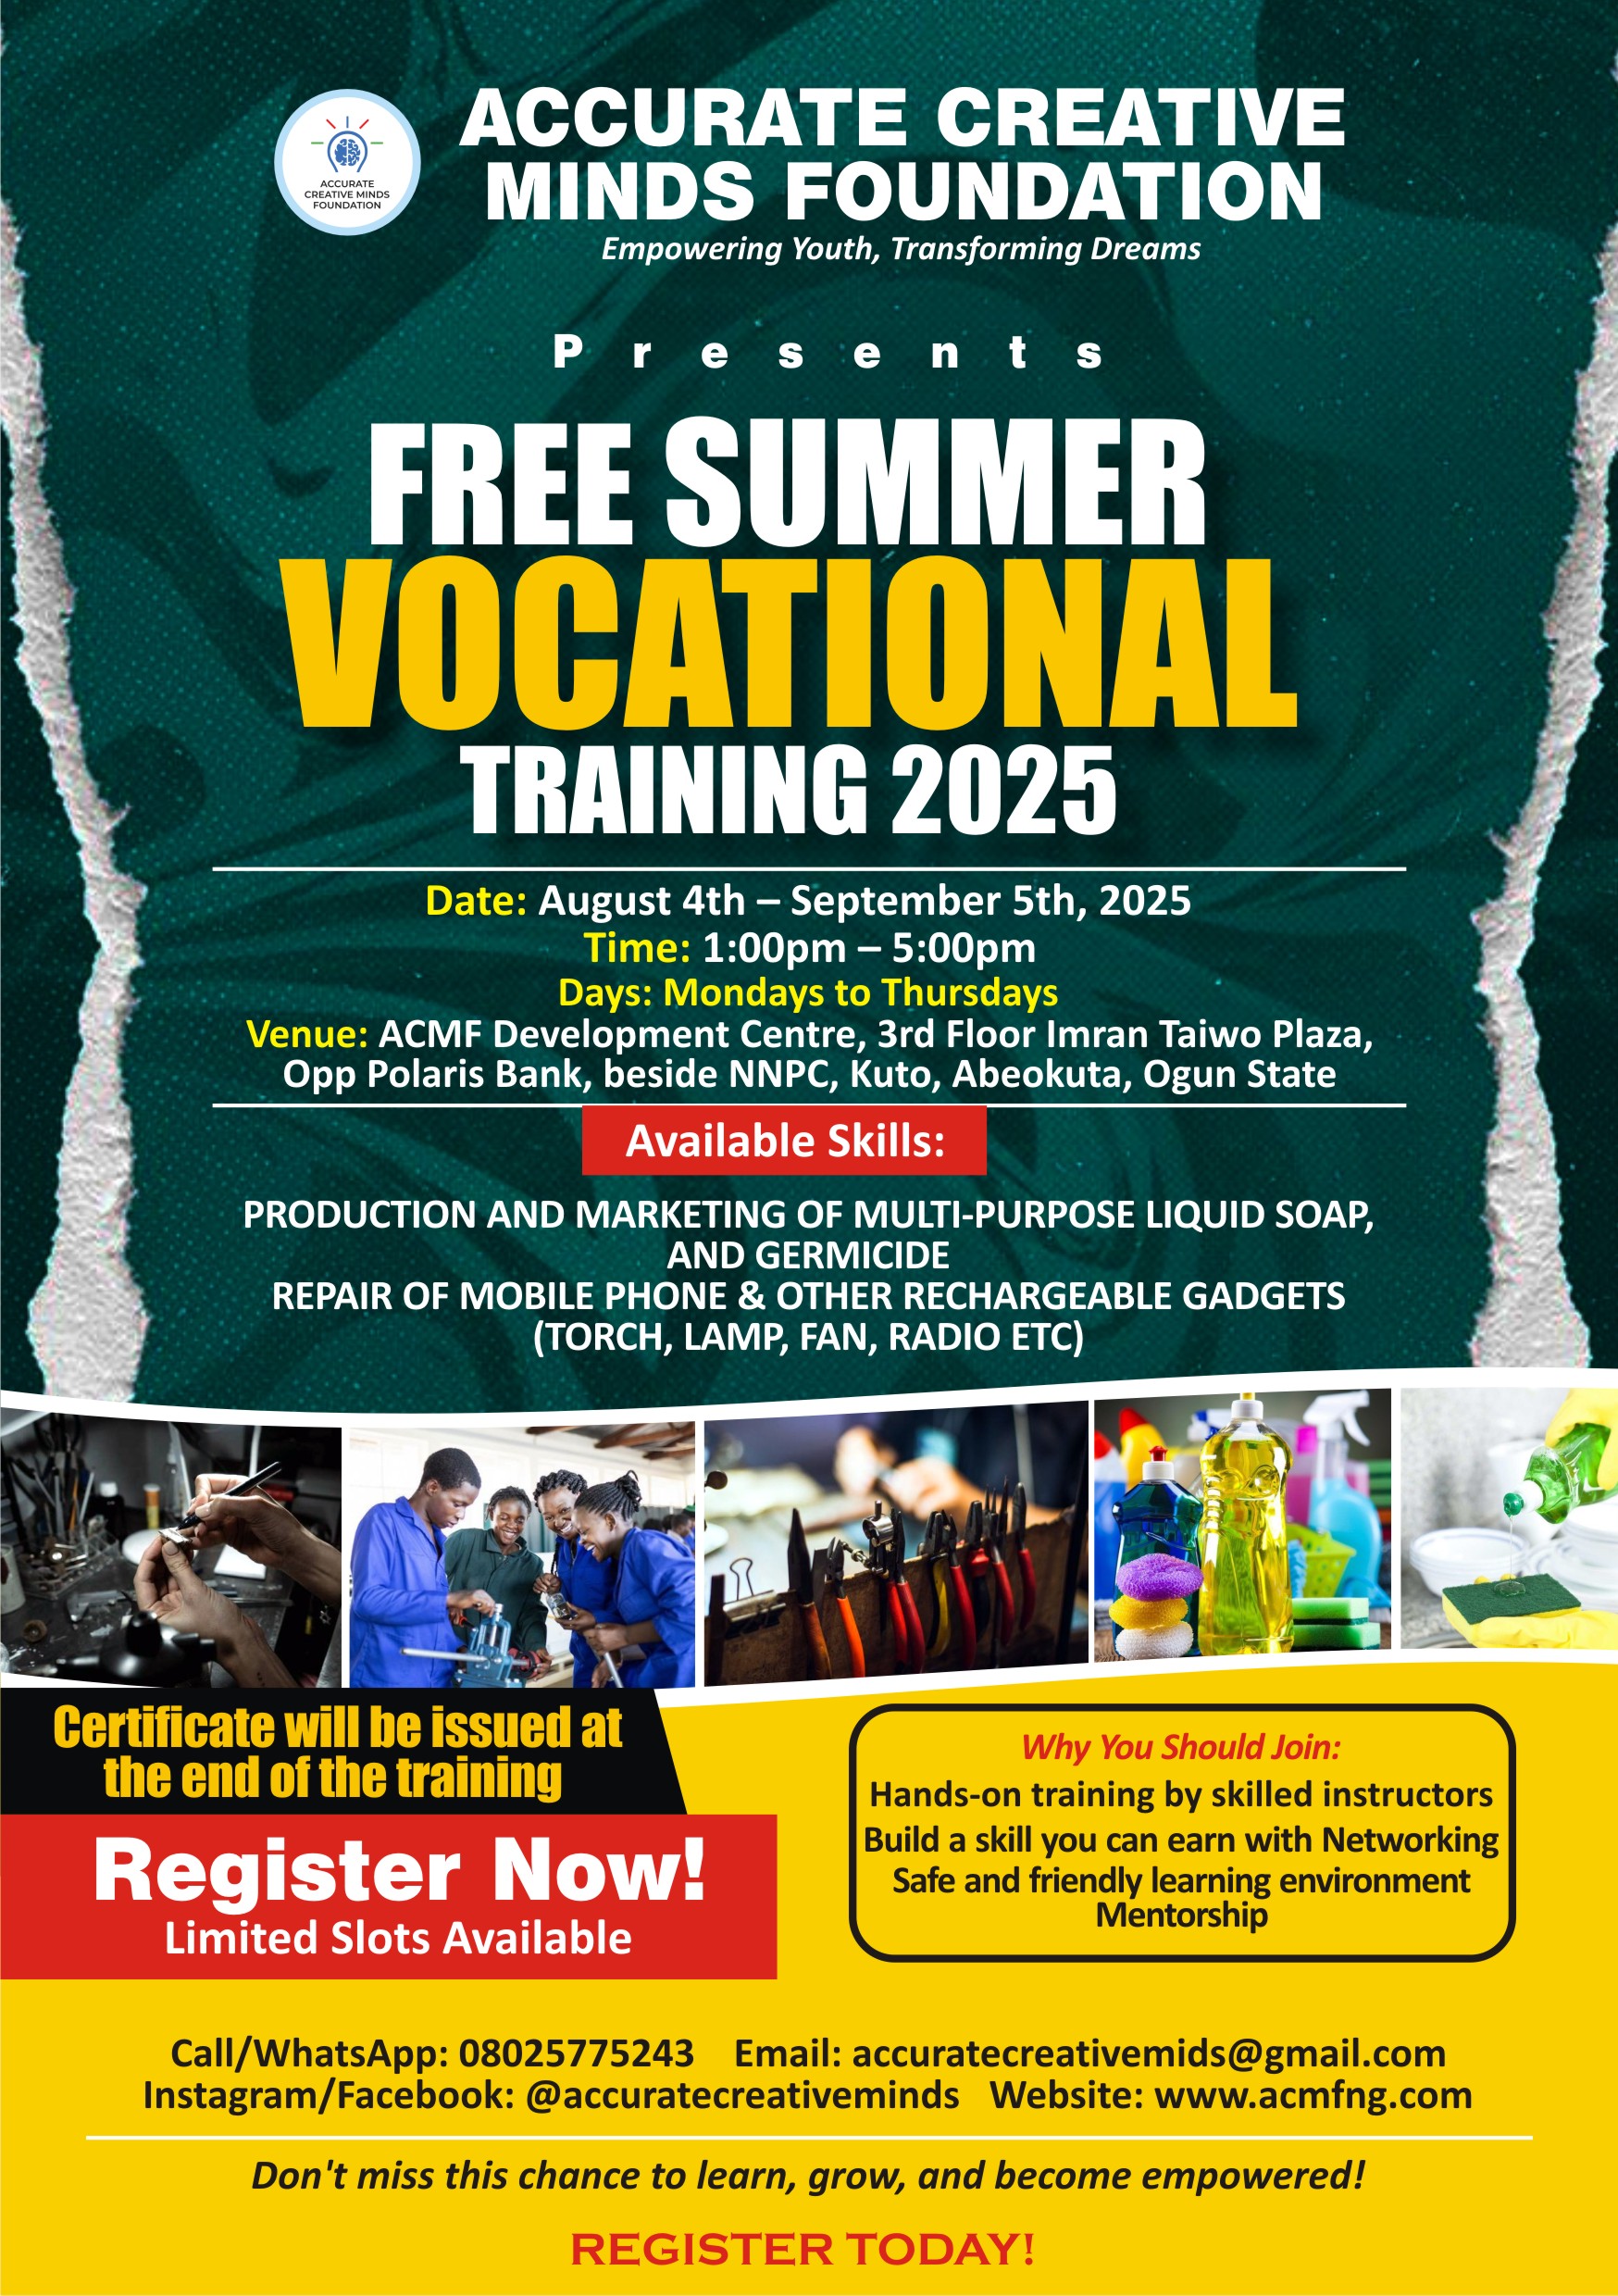 ACCURATE
CREATIVE MINDS
FOUNDATION
ACCURATE CREATIVE
MINDS FOUNDATION
Empowering Youth, Transforming Dreams
Presents
FREE SUMMER
VOCATIONAL
TRAINING 2025
Date: August 4th – September 5th, 2025
Time: 1:00pm – 5:00pm
Days: Mondays to Thursdays
Venue: ACMF Development Centre, 3rd Floor Imran Taiwo Plaza,
Opp Polaris Bank, beside NNPC, Kuto, Abeokuta, Ogun State
Available Skills:
PRODUCTION AND MARKETING OF MULTI-PURPOSE LIQUID SOAP,
AND GERMICIDE
REPAIR OF MOBILE PHONE & OTHER RECHARGEABLE GADGETS
(TORCH, LAMP, FAN, RADIO ETC)
Certificate will be issued at
the end of the training
Register Now!
Limited Slots Available
Why You Should Join:
Hands-on training by skilled instructors
Build a skill you can earn with Networking
Safe and friendly learning environment
Mentorship
Call/WhatsApp: 08025775243 Email: accuratecreativemids@gmail.com
Instagram/Facebook: @accuratecreativeminds Website: www.acmfng.com
Don't miss this chance to learn, grow, and become empowered!
REGISTER TODAY!